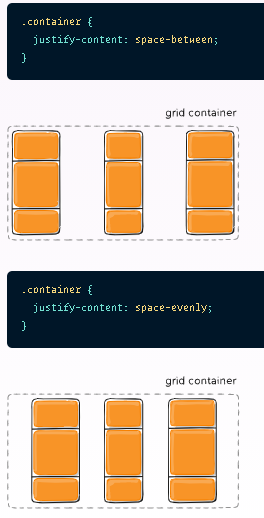 .container {
  justify-content: space-between;
}
grid container
.container {
  justify-content: space-evenly;
}
grid container